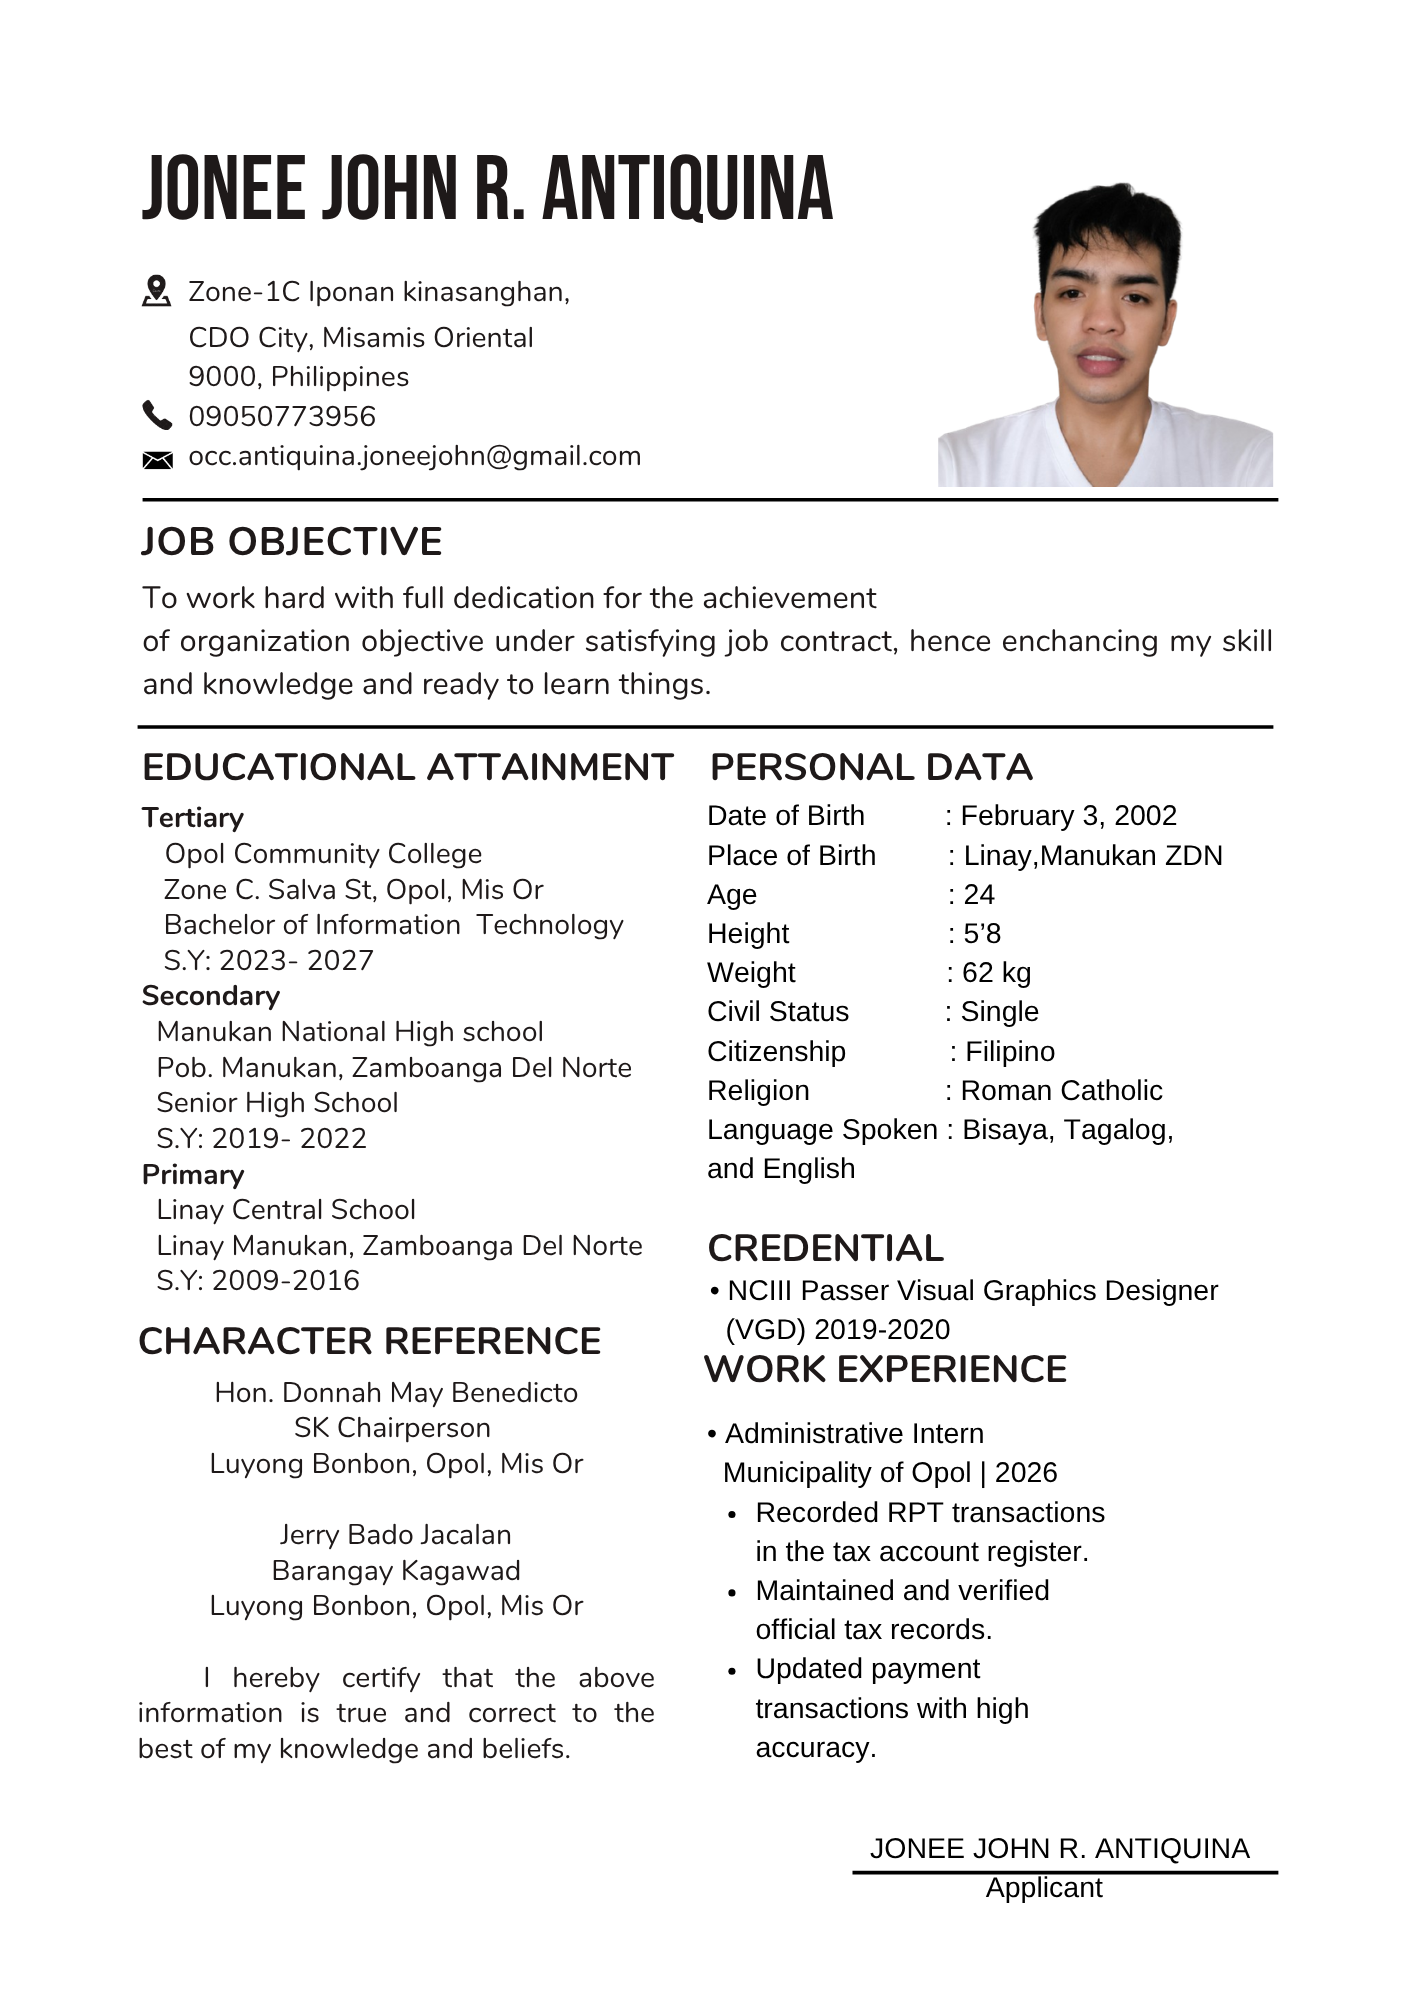 JONEE JOHN R. ANTIQUINA
Zone-1C Iponan kinasanghan,
CDO City, Misamis Oriental
9000, Philippines
09050773956
occ.antiquina.joneejohn@gmail.com
JOB OBJECTIVE
To work hard with full dedication for the achievement
of organization objective under satisfying job contract, hence enchancing my skill
and knowledge and ready to learn things.
EDUCATIONAL ATTAINMENT
Tertiary
Opol Community College
Zone C. Salva St, Opol, Mis Or
Bachelor of Information Technology
S.Y: 2023- 2027
Secondary
Manukan National High school
Pob. Manukan, Zamboanga Del Norte
Senior High School
S.Y: 2019- 2022
Primary
Linay Central School
Linay Manukan, Zamboanga Del Norte
S.Y: 2009-2016
CHARACTER REFERENCE
Hon. Donnah May Benedicto
SK Chairperson
Luyong Bonbon, Opol, Mis Or
Jerry Bado Jacalan
Barangay Kagawad
Luyong Bonbon, Opol, Mis Or
I hereby certify that the above
information is true and correct to the
best of my knowledge and beliefs.
PERSONAL DATA
Date of Birth : February 3, 2002
Place of Birth : Linay,Manukan ZDN
Age : 24
Height : 5’8
Weight : 62 kg
Civil Status : Single
Citizenship : Filipino
Religion : Roman Catholic
Language Spoken : Bisaya, Tagalog,
and English
CREDENTIAL
• NCIII Passer Visual Graphics Designer
(VGD) 2019-2020
WORK EXPERIENCE
• Administrative Intern
Municipality of Opol | 2026
• Recorded RPT transactions
in the tax account register.
• Maintained and verified
official tax records.
• Updated payment
transactions with high
accuracy.
JONEE JOHN R. ANTIQUINA
Applicant